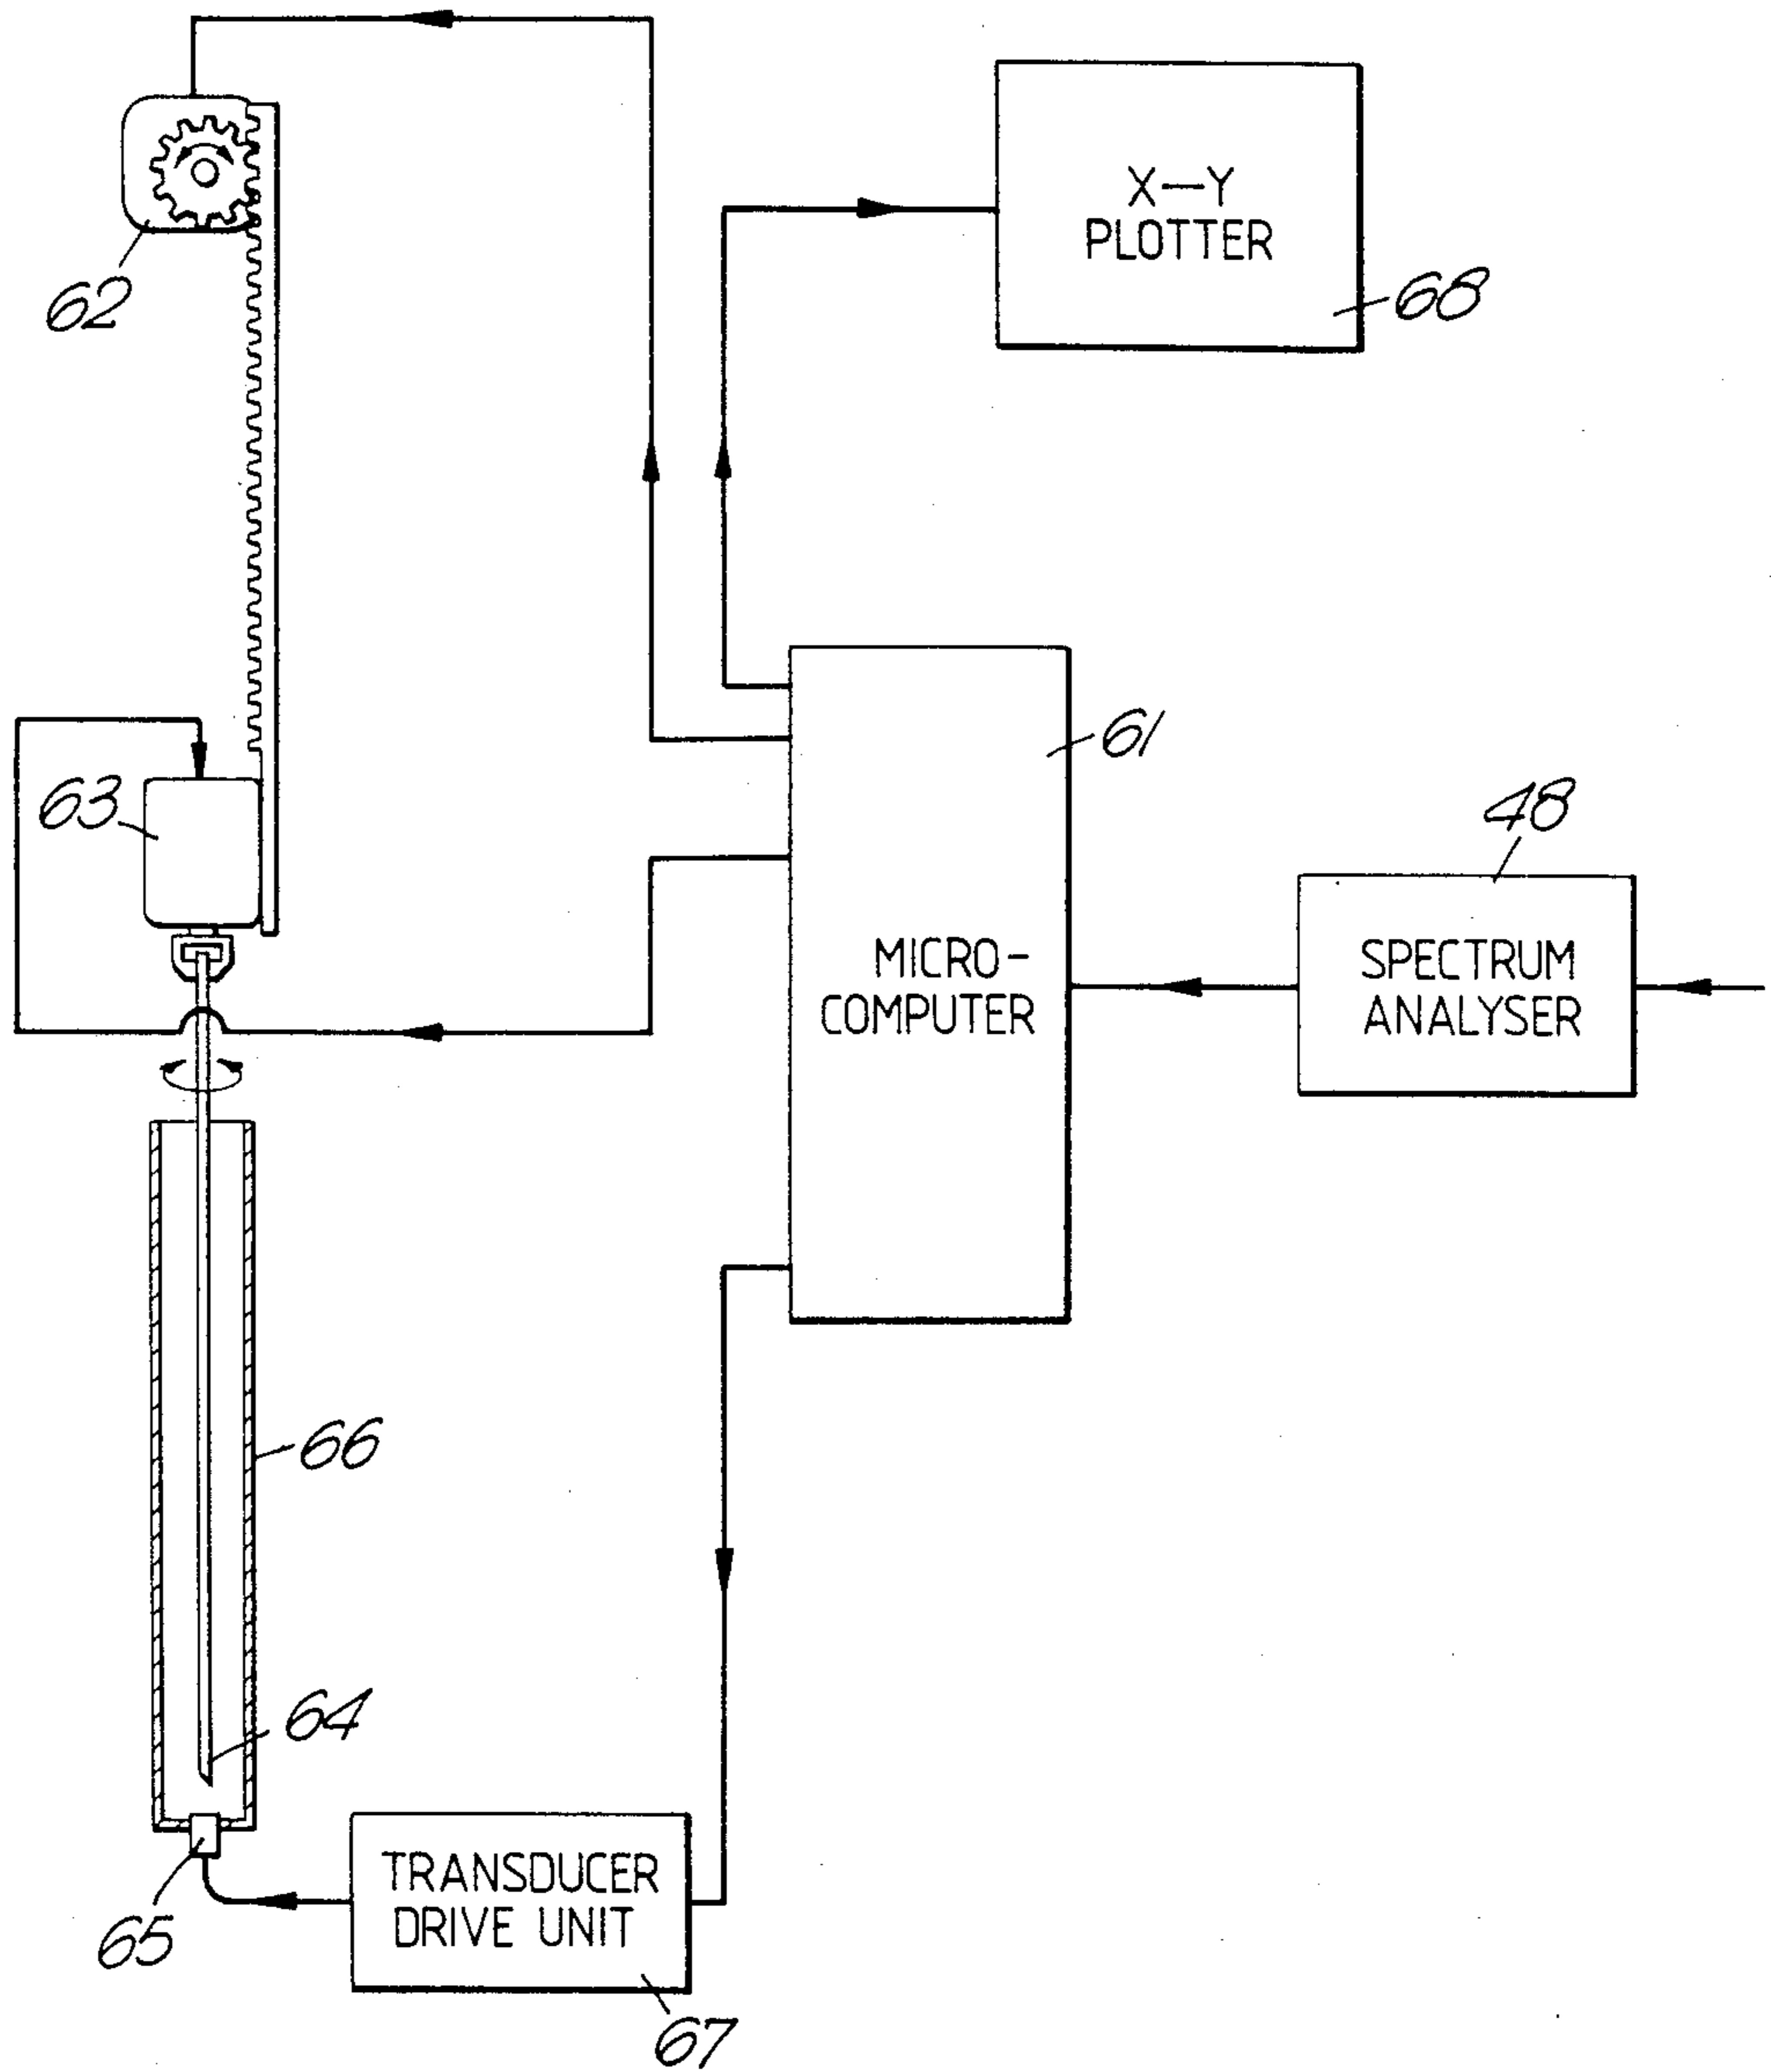 X—Y
PLOTTER
62
68
61
63
48
MICRO-
COMPUTER
SPECTRUM
ANALYSER
66
64
TRANSDUCER
DRIVE UNIT
65
67